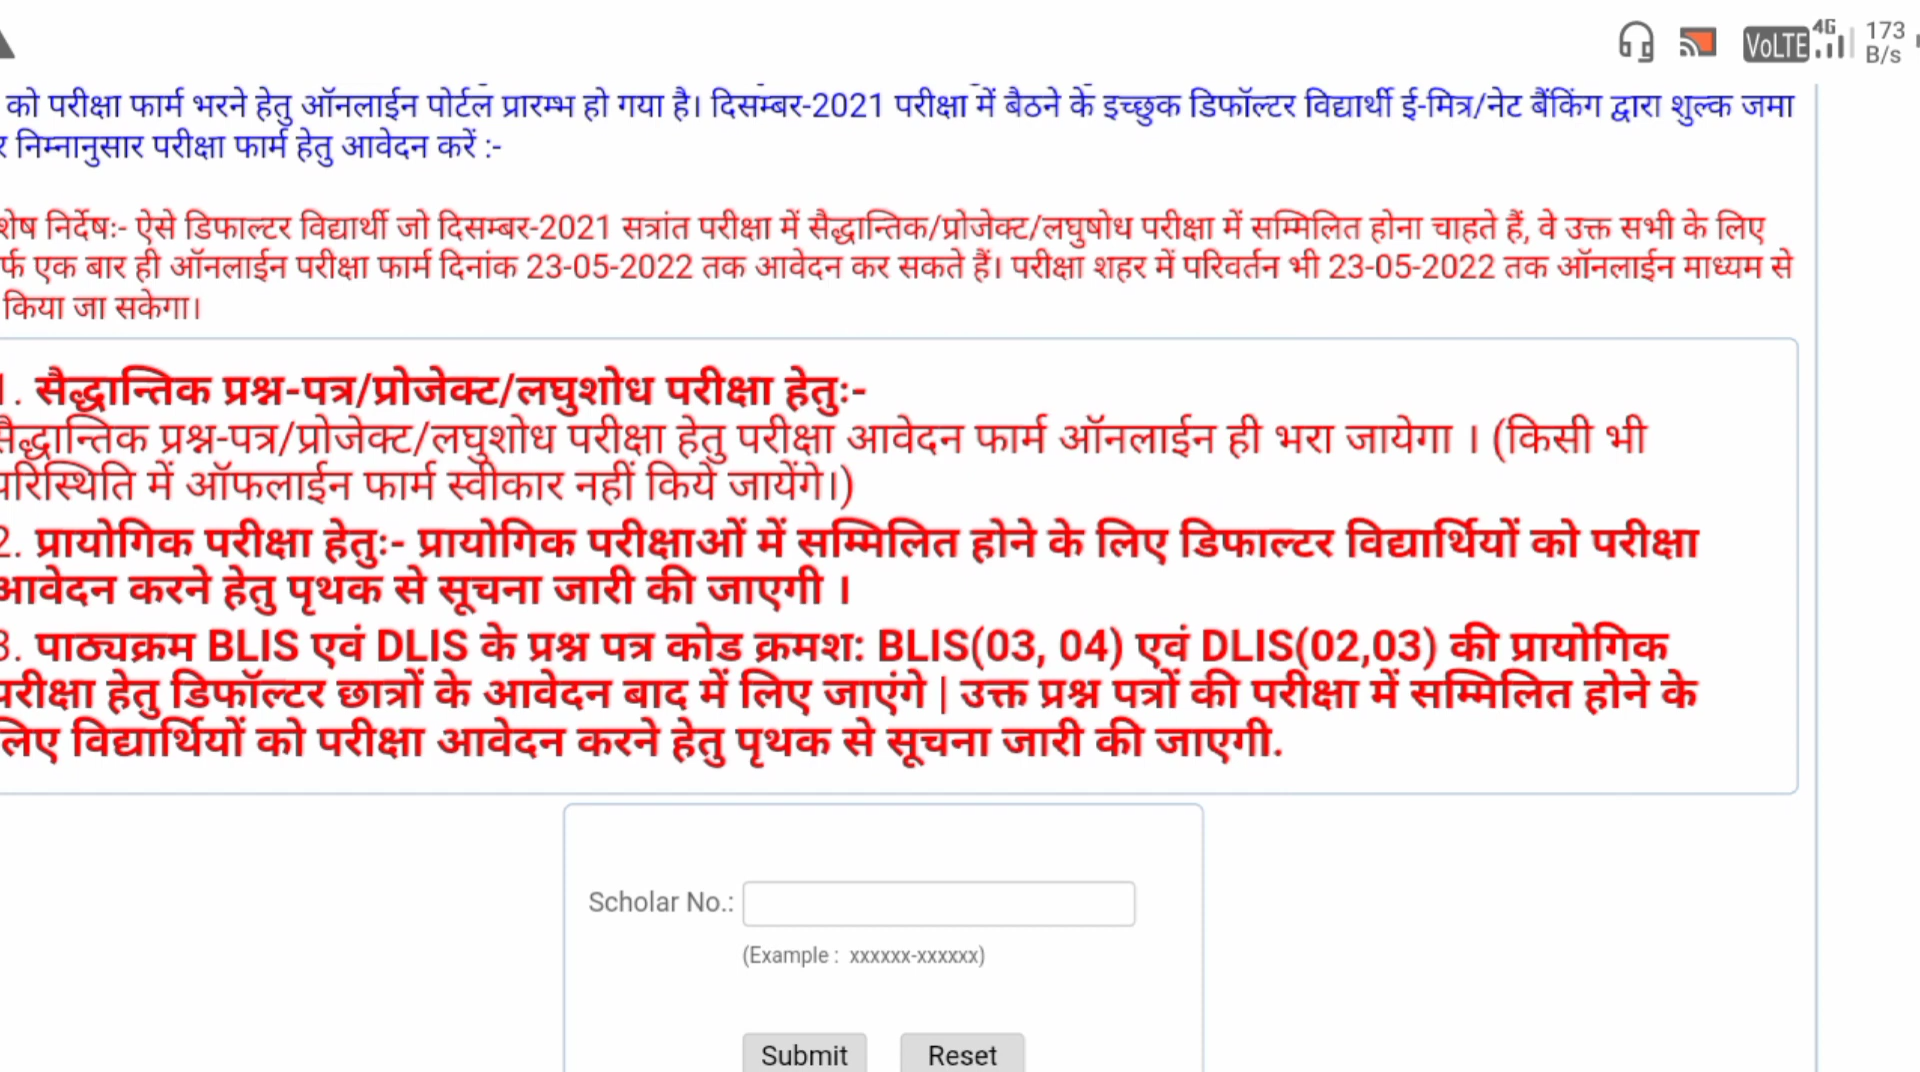 VoLTE 4G 173 B/s
को परीक्षा फार्म भरने हेतु ऑनलाईन पोर्टल प्रारम्भ हो गया है। दिसम्बर-2021 परीक्षा में बैठने के इच्छुक डिफॉल्टर विद्यार्थी ई-मित्र/नेट बैंकिंग द्वारा शुल्क जमा
निम्नानुसार परीक्षा फार्म हेतु आवेदन करें :-
शेष निर्देषः- ऐसे डिफाल्टर विद्यार्थी जो दिसम्बर-2021 सत्रांत परीक्षा में सैद्धान्तिक/प्रोजेक्ट/लघुषोध परीक्षा में सम्मिलित होना चाहते हैं, वे उक्त सभी के लिए
र्फ एक बार ही ऑनलाईन परीक्षा फार्म दिनांक 23-05-2022 तक आवेदन कर सकते हैं। परीक्षा शहर में परिवर्तन भी 23-05-2022 तक ऑनलाईन माध्यम से
किया जा सकेगा।
1. सैद्धान्तिक प्रश्न-पत्र/प्रोजेक्ट/लघुशोध परीक्षा हेतुः-
सैद्धान्तिक प्रश्न-पत्र/प्रोजेक्ट/लघुशोध परीक्षा हेतु परीक्षा आवेदन फार्म ऑनलाईन ही भरा जायेगा । (किसी भी
परिस्थिति में ऑफलाईन फार्म स्वीकार नहीं किये जायेंगे।)
2. प्रायोगिक परीक्षा हेतुः- प्रायोगिक परीक्षाओं में सम्मिलित होने के लिए डिफाल्टर विद्यार्थियों को परीक्षा
आवेदन करने हेतु पृथक से सूचना जारी की जाएगी ।
3. पाठ्यक्रम BLIS एवं DLIS के प्रश्न पत्र कोड क्रमश: BLIS(03, 04) एवं DLIS(02,03) की प्रायोगिक
परीक्षा हेतु डिफॉल्टर छात्रों के आवेदन बाद में लिए जाएंगे | उक्त प्रश्न पत्रों की परीक्षा में सम्मिलित होने के
लिए विद्यार्थियों को परीक्षा आवेदन करने हेतु पृथक से सूचना जारी की जाएगी.
Scholar No.:
(Example : xxxxxx-xxxxxx)
Submit Reset